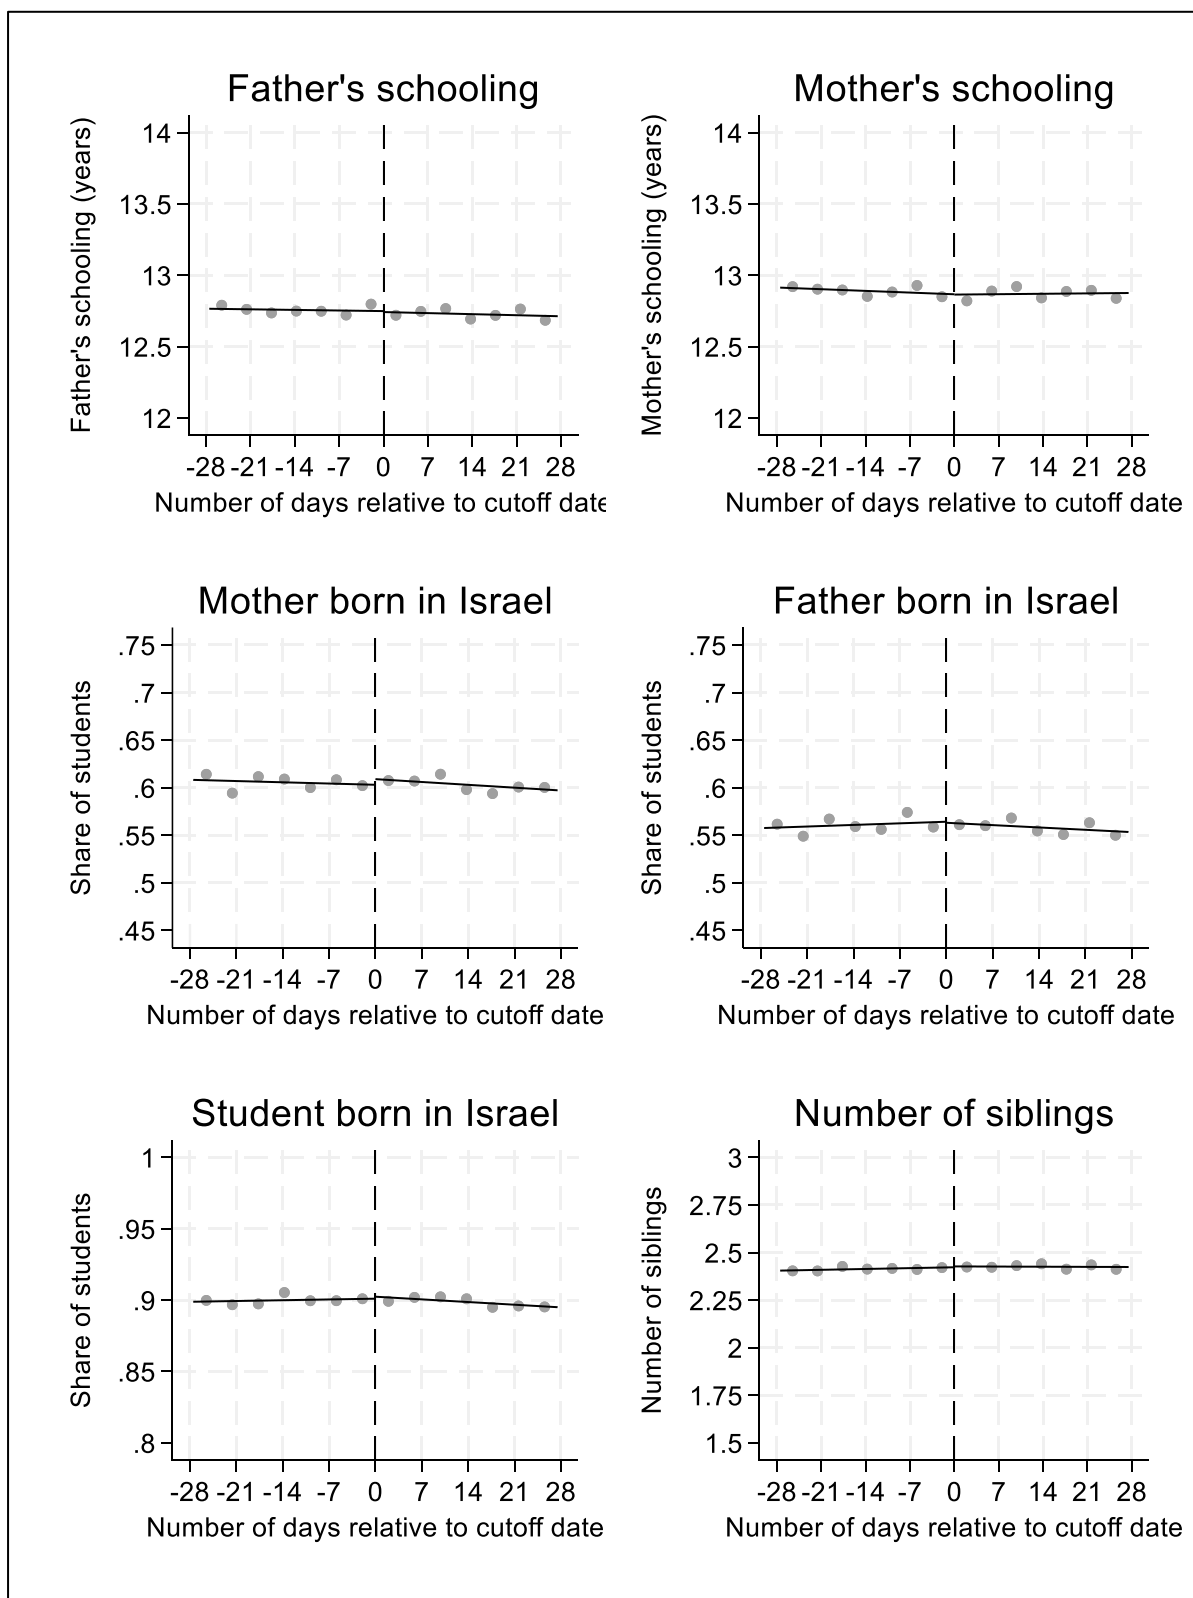 Father's schooling
Father's schooling (years)
14
13.5
13
12.5
12
-28 -21 -14 -7 0 7 14 21 28
Number of days relative to cutoff date
Mother's schooling
Mother's schooling (years)
14
13.5
13
12.5
12
-28 -21 -14 -7 0 7 14 21 28
Number of days relative to cutoff date
Mother born in Israel
Share of students
.75
.7
.65
.6
.55
.5
.45
-28 -21 -14 -7 0 7 14 21 28
Number of days relative to cutoff date
Father born in Israel
Share of students
.75
.7
.65
.6
.55
.5
.45
-28 -21 -14 -7 0 7 14 21 28
Number of days relative to cutoff date
Student born in Israel
Share of students
1
.95
.9
.85
.8
-28 -21 -14 -7 0 7 14 21 28
Number of days relative to cutoff date
Number of siblings
Number of siblings
3
2.75
2.5
2.25
2
1.75
1.5
-28 -21 -14 -7 0 7 14 21 28
Number of days relative to cutoff date